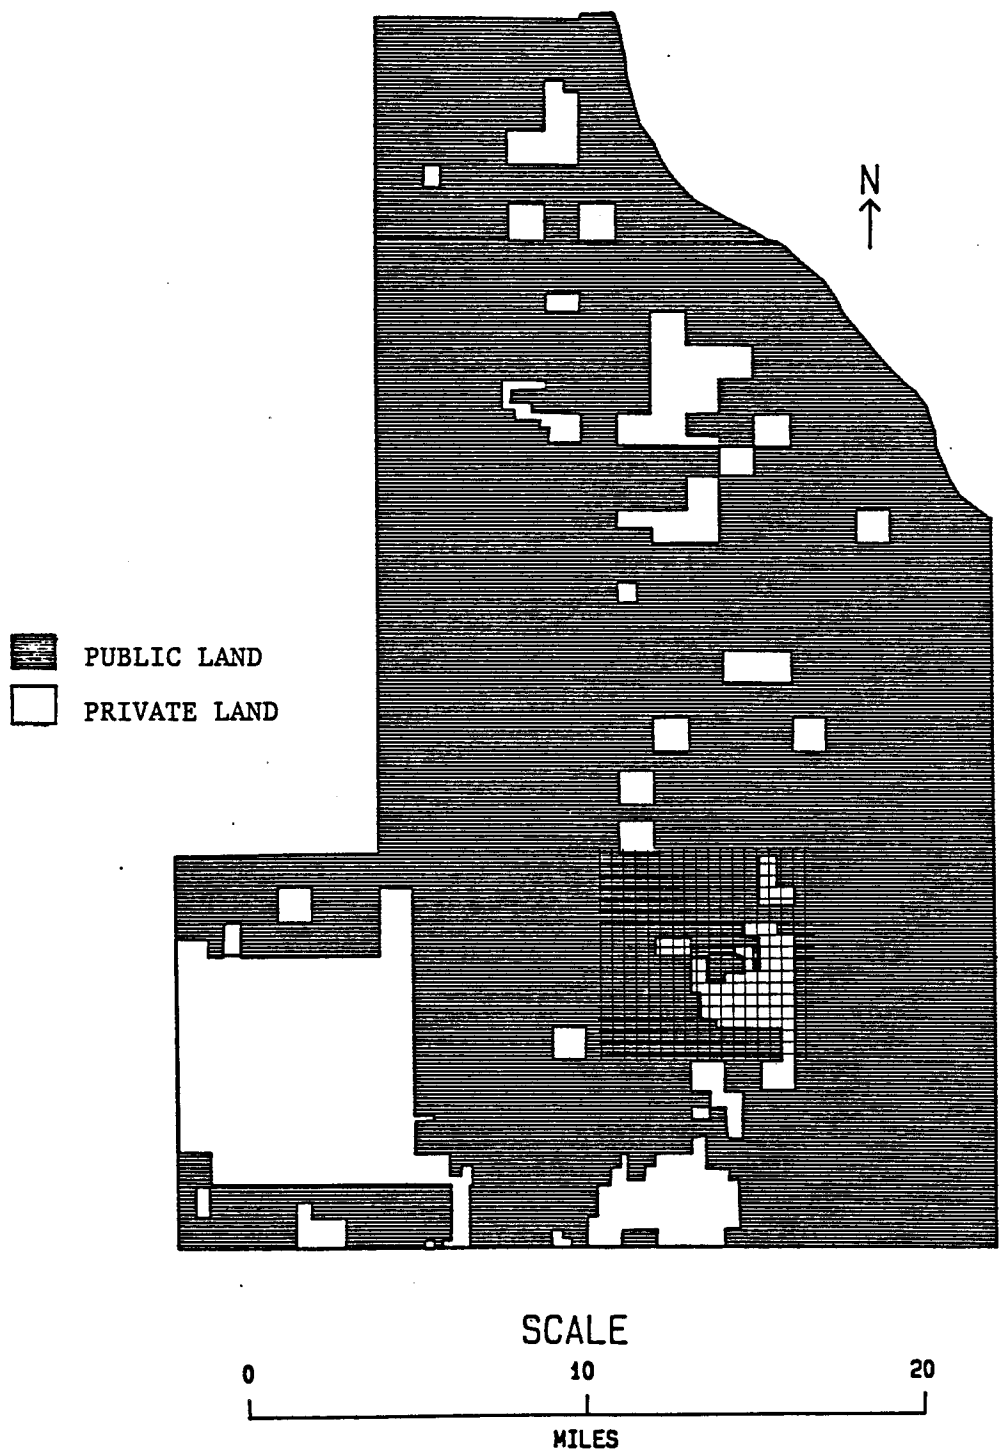 N
PUBLIC LAND
PRIVATE LAND
SCALE
0 10 20
MILES